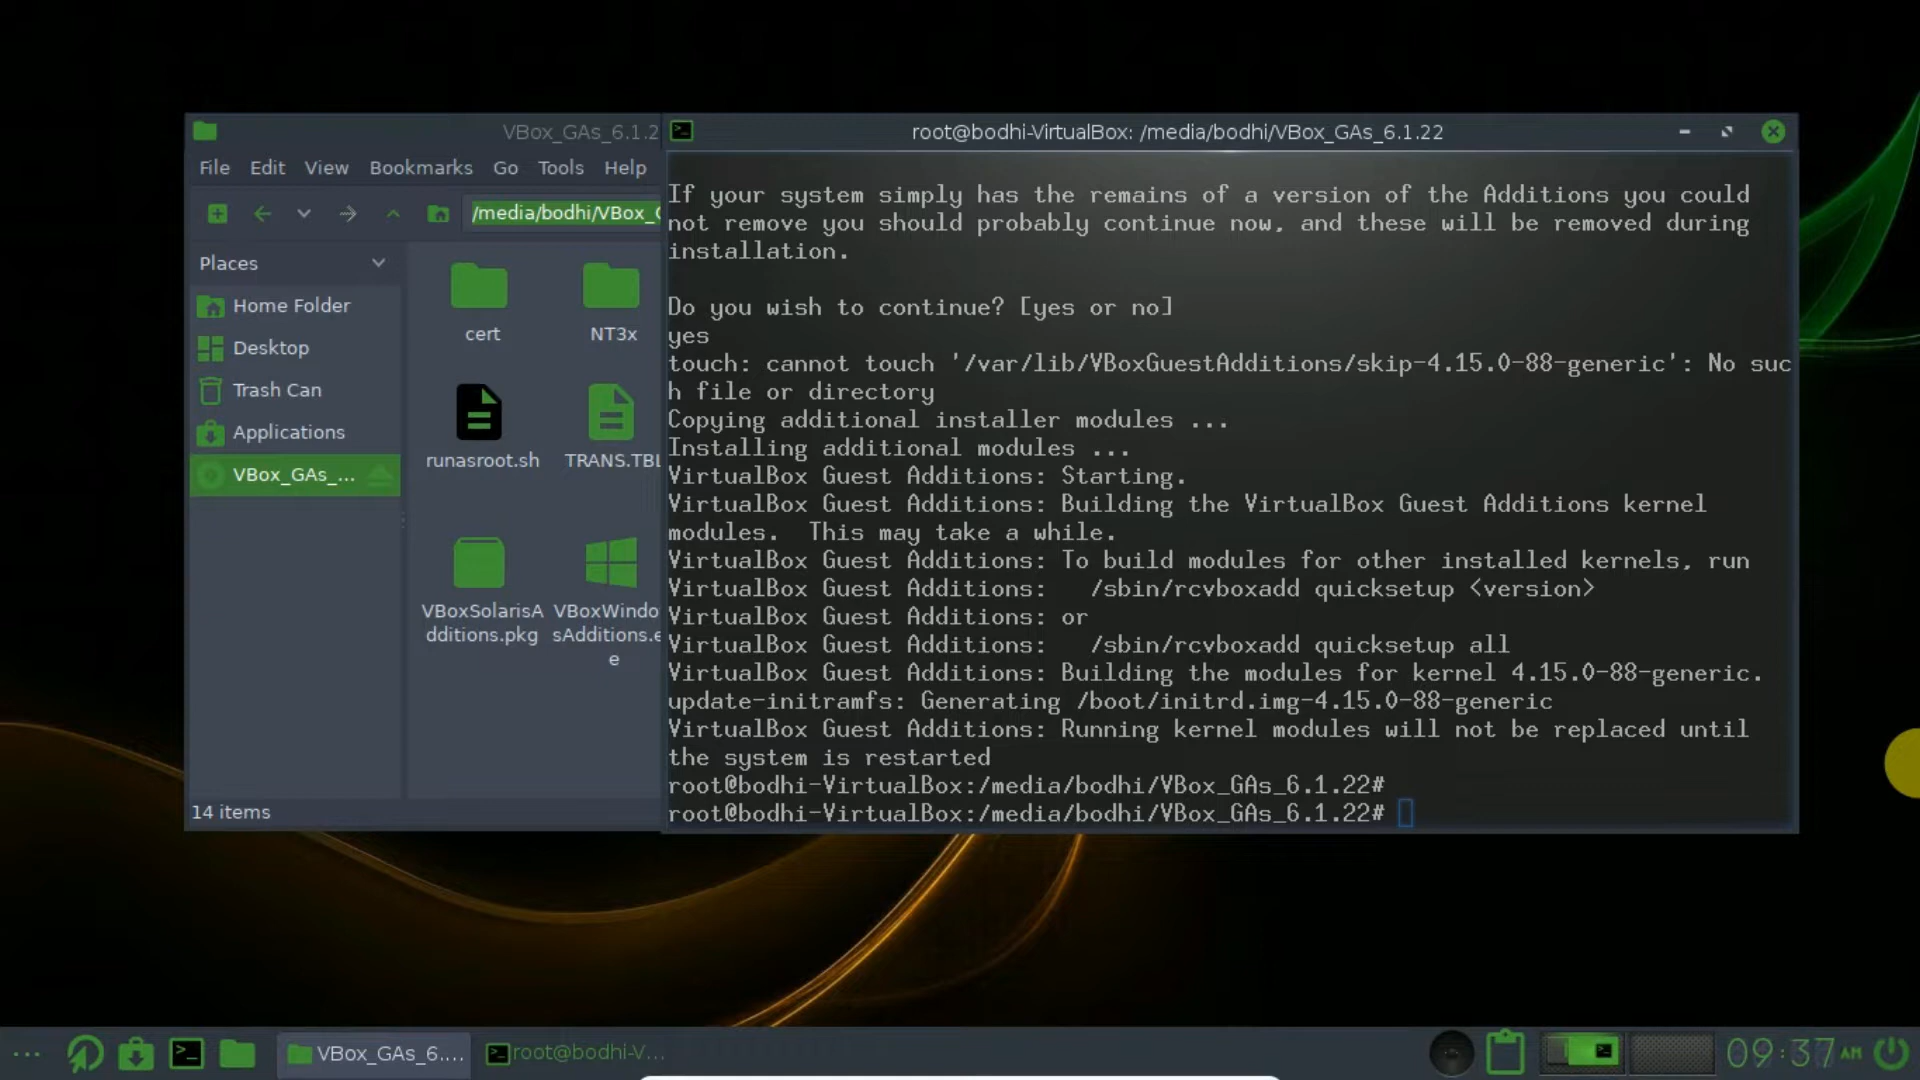 VBox_GAs_6.1.2
File Edit View Bookmarks Go Tools Help
/media/bodhi/VBox_
Places
Home Folder
Desktop
Trash Can
Applications
VBox_GAs_...
cert
NT3x
runasroot.sh
TRANS.TBL
VBoxSolarisA
dditions.pkg
VBoxWindo
sAdditions.e
e
14 items
root@bodhi-VirtualBox: /media/bodhi/VBox_GAs_6.1.22
If your system simply has the remains of a version of the Additions you could
not remove you should probably continue now, and these will be removed during
installation.
Do you wish to continue? [yes or no]
yes
touch: cannot touch '/var/lib/VBoxGuestAdditions/skip-4.15.0-88-generic': No suc
h file or directory
Copying additional installer modules ...
Installing additional modules ...
VirtualBox Guest Additions: Starting.
VirtualBox Guest Additions: Building the VirtualBox Guest Additions kernel
modules.  This may take a while.
VirtualBox Guest Additions: To build modules for other installed kernels, run
VirtualBox Guest Additions:   /sbin/rcvboxadd quicksetup <version>
VirtualBox Guest Additions: or
VirtualBox Guest Additions:   /sbin/rcvboxadd quicksetup all
VirtualBox Guest Additions: Building the modules for kernel 4.15.0-88-generic.
update-initramfs: Generating /boot/initrd.img-4.15.0-88-generic
VirtualBox Guest Additions: Running kernel modules will not be replaced until
the system is restarted
root@bodhi-VirtualBox:/media/bodhi/VBox_GAs_6.1.22#
root@bodhi-VirtualBox:/media/bodhi/VBox_GAs_6.1.22#
VBox_GAs_6....
root@bodhi-V...
09:37 AM